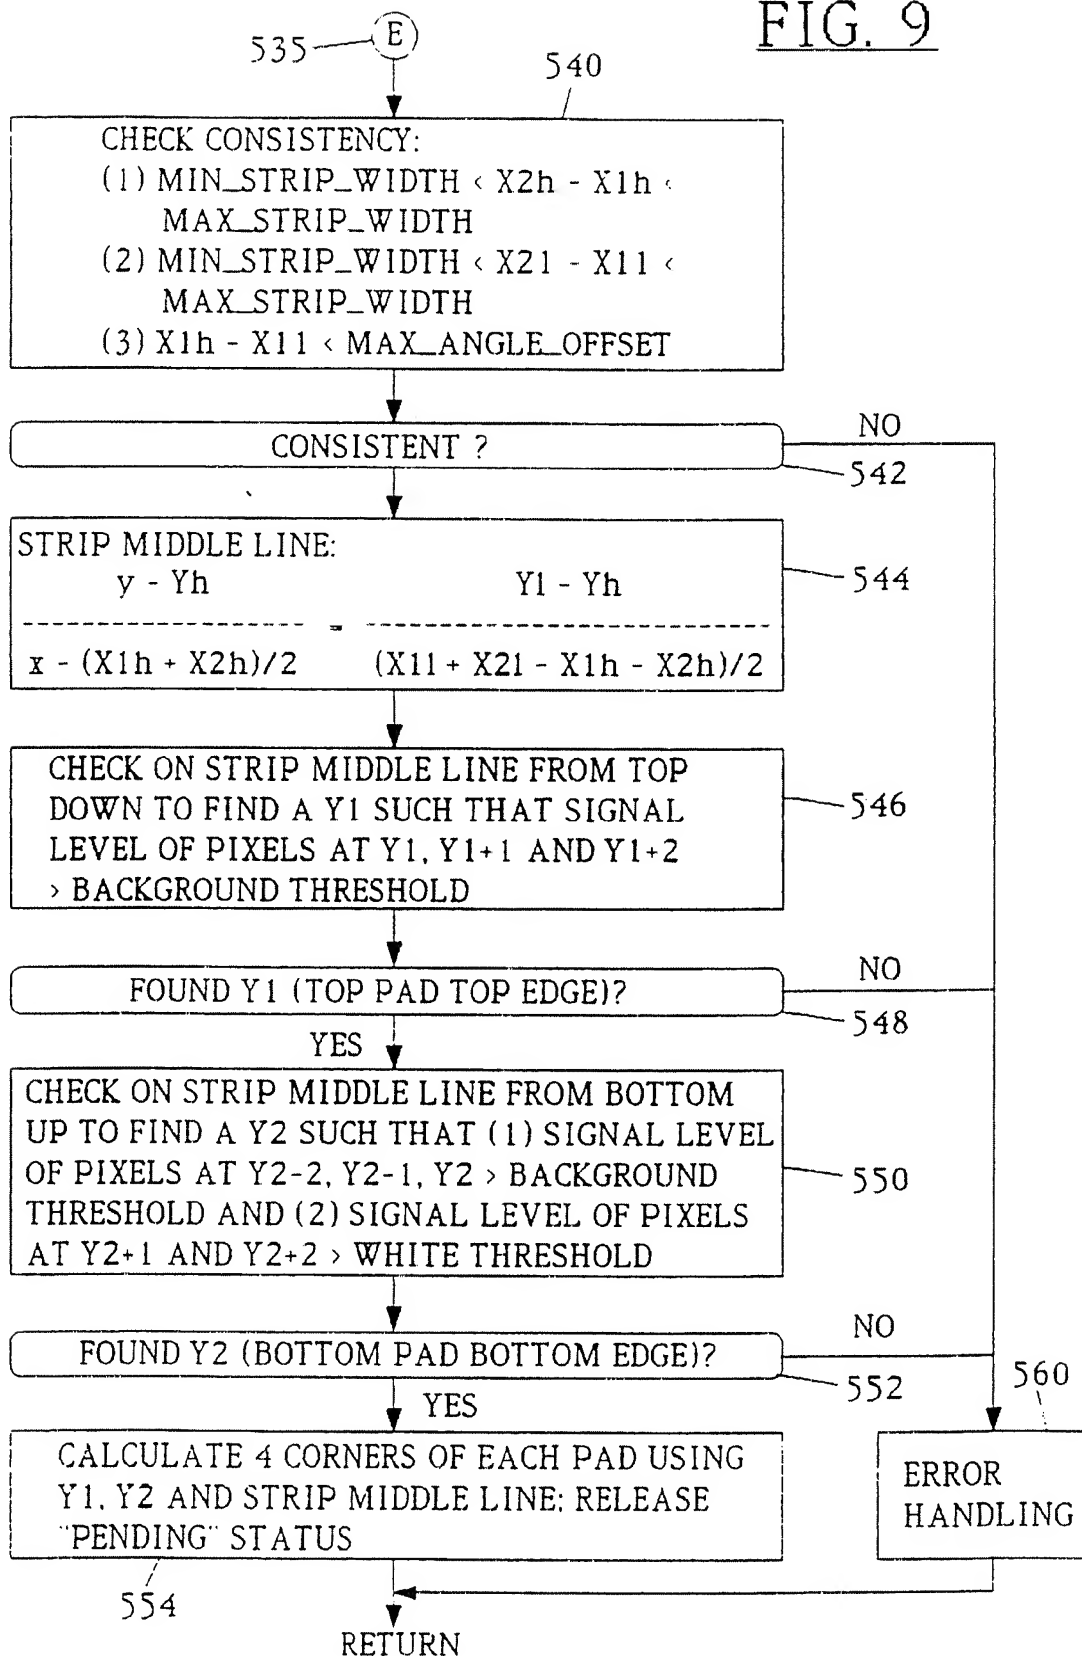 FIG. 9
535
E
540
CHECK CONSISTENCY:
(1) MIN_STRIP_WIDTH < X2h - X1h <
MAX_STRIP_WIDTH
(2) MIN_STRIP_WIDTH < X21 - X11 <
MAX_STRIP_WIDTH
(3) X1h - X11 < MAX_ANGLE_OFFSET
CONSISTENT ?
NO
542
STRIP MIDDLE LINE:
y - Yh Y1 - Yh
-------------------- = -----------------------------
x - (X1h + X2h)/2 (X11 + X21 - X1h - X2h)/2
544
CHECK ON STRIP MIDDLE LINE FROM TOP
DOWN TO FIND A Y1 SUCH THAT SIGNAL
LEVEL OF PIXELS AT Y1, Y1+1 AND Y1+2
> BACKGROUND THRESHOLD
546
FOUND Y1 (TOP PAD TOP EDGE)?
NO
548
YES
CHECK ON STRIP MIDDLE LINE FROM BOTTOM
UP TO FIND A Y2 SUCH THAT (1) SIGNAL LEVEL
OF PIXELS AT Y2-2, Y2-1, Y2 > BACKGROUND
THRESHOLD AND (2) SIGNAL LEVEL OF PIXELS
AT Y2+1 AND Y2+2 > WHITE THRESHOLD
550
FOUND Y2 (BOTTOM PAD BOTTOM EDGE)?
NO
552
YES
560
CALCULATE 4 CORNERS OF EACH PAD USING
Y1, Y2 AND STRIP MIDDLE LINE; RELEASE
"PENDING" STATUS
554
ERROR
HANDLING
RETURN